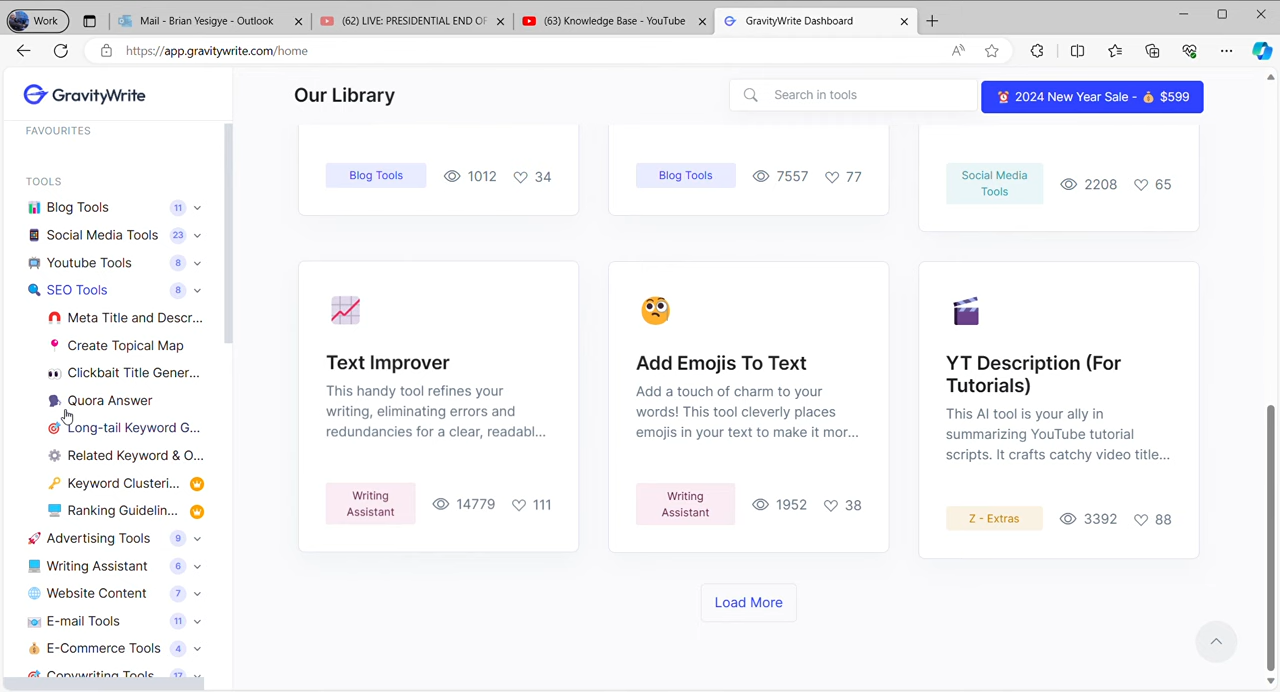 Work
Mail - Brian Yesigye - Outlook
(62) LIVE: PRESIDENTIAL END OF
(63) Knowledge Base - YouTube
GravityWrite Dashboard
https://app.gravitywrite.com/home
GravityWrite
FAVOURITES
TOOLS
Blog Tools 11
Social Media Tools 23
Youtube Tools 8
SEO Tools 8
Meta Title and Descr...
Create Topical Map
Clickbait Title Gener...
Quora Answer
Long-tail Keyword G...
Related Keyword & O...
Keyword Clusteri...
Ranking Guidelin...
Advertising Tools 9
Writing Assistant 6
Website Content 7
E-mail Tools 11
E-Commerce Tools 4
Copywriting Tools 17
Our Library
Search in tools
2024 New Year Sale - 💰 $599
Blog Tools 1012 34
Blog Tools 7557 77
Social Media
Tools
2208 65
Text Improver
This handy tool refines your
writing, eliminating errors and
redundancies for a clear, readabl...
Writing
Assistant
14779 111
Add Emojis To Text
Add a touch of charm to your
words! This tool cleverly places
emojis in your text to make it mor...
Writing
Assistant
1952 38
YT Description (For
Tutorials)
This AI tool is your ally in
summarizing YouTube tutorial
scripts. It crafts catchy video title...
Z - Extras 3392 88
Load More